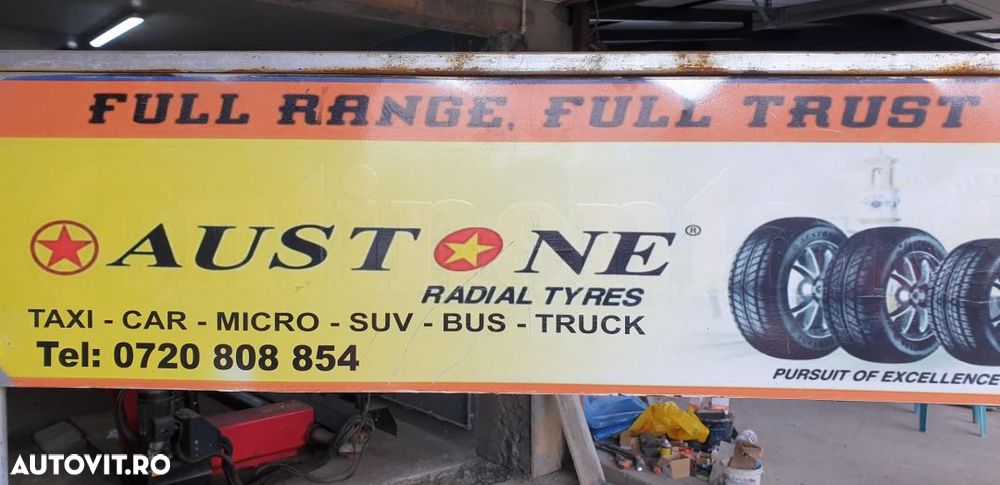 FULL RANGE, FULL TRUST
Continental
AUSTONE®
RADIAL TYRES
TAXI - CAR - MICRO - SUV - BUS - TRUCK
Tel: 0720 808 854
PURSUIT OF EXCELLENCE
AUTOVIT.RO